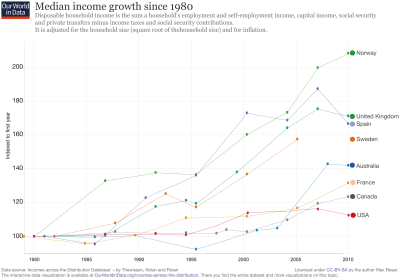 Our World
in Data
Median income growth since 1980
Disposable household income is the sum a household's employment and self-employment income, capital income, social security
and private transfers minus income taxes and social security contributions.
It is adjusted for the household size (square root of thehousehold size) and for inflation.
Indexed to first year
200
180
160
140
120
100
1980
1985
1990
1995
2000
2005
2010
Norway
United Kingdom
Spain
Sweden
Australia
France
Canada
USA
Data source: 'Incomes across the Distribution Database' – by Thewissen, Nolan and Roser
Licensed under CC-BY-SA by the author Max Roser.
The interactive data visualisation is available at OurWorldinData.org/incomes-across-the-distribution. There you find the entire dataset and more visualisations on this topic.